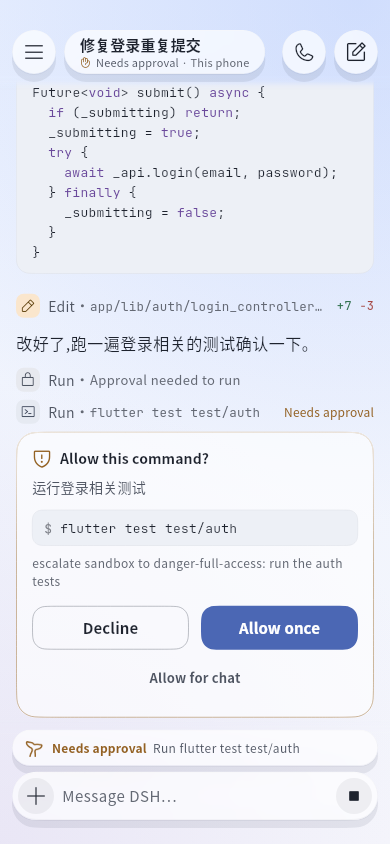 修复登录重复提交
Needs approval · This phone
Future<void> submit() async {
  if (_submitting) return;
  _submitting = true;
  try {
    await _api.login(email, password);
  } finally {
    _submitting = false;
  }
}
Edit • app/lib/auth/login_controller… +7 -3
改好了,跑一遍登录相关的测试确认一下。
Run • Approval needed to run
Run • flutter test test/auth Needs approval
Allow this command?
运行登录相关测试
$ flutter test test/auth
escalate sandbox to danger-full-access: run the auth
tests
Decline
Allow once
Allow for chat
Needs approval Run flutter test test/auth
Message DSH…